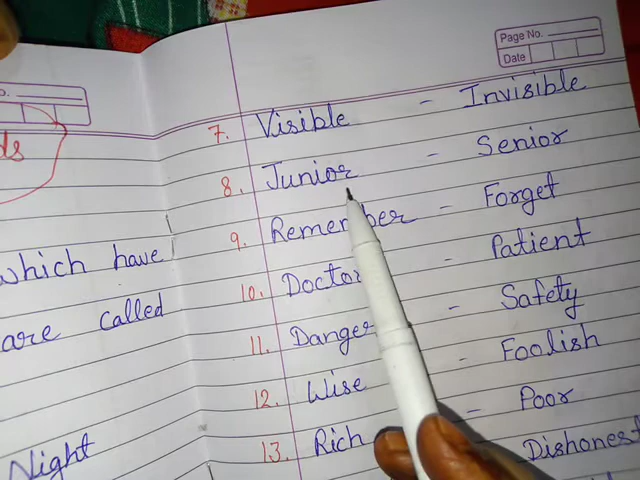 Page No.
Date
ds
which have
are called
Night
7. Visible - Invisible
8. Junior - Senior
9. Remember - Forget
10. Doctor - Patient
11. Danger - Safety
12. Wise - Foolish
13. Rich - Poor
Dishonest